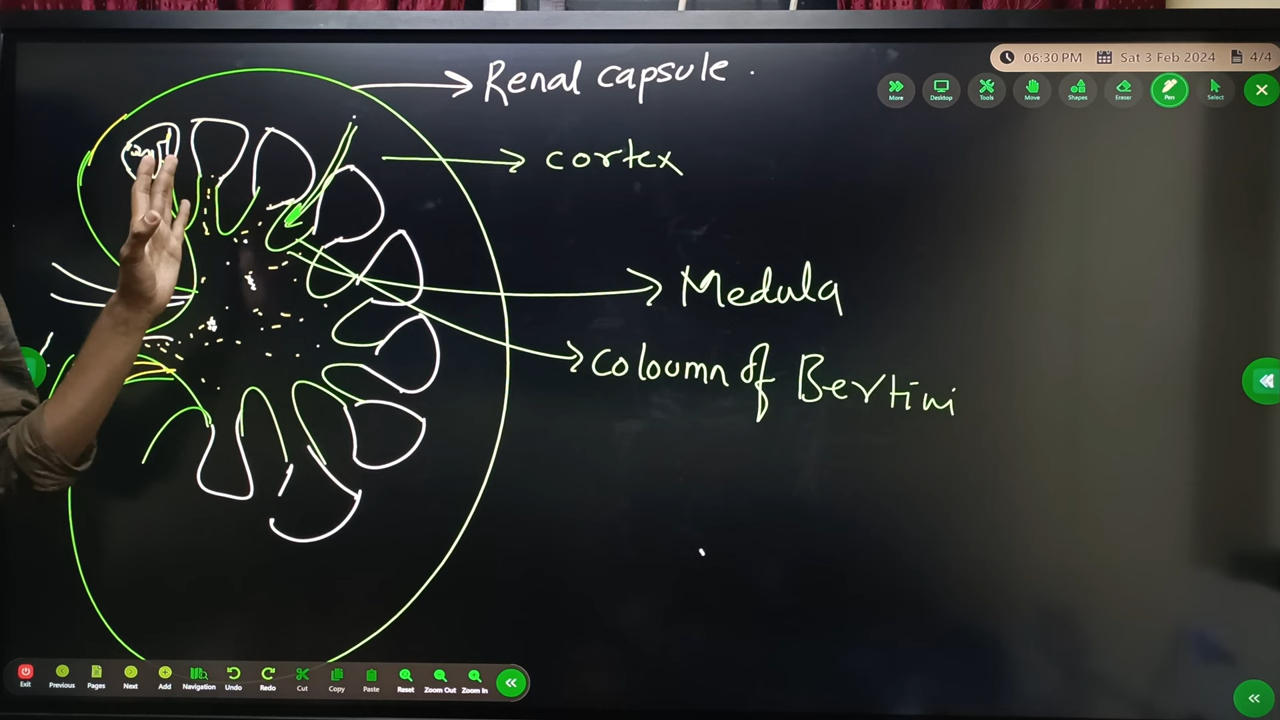 06:30 PM Sat 3 Feb 2024 4/4
Renal capsule .
More Desktop Tools Move Shapes Eraser Pen Select
cortex
Medula
coloumn of Bertini
Exit Previous Pages Next Add Navigation Undo Redo Cut Copy Paste Reset Zoom Out Zoom In